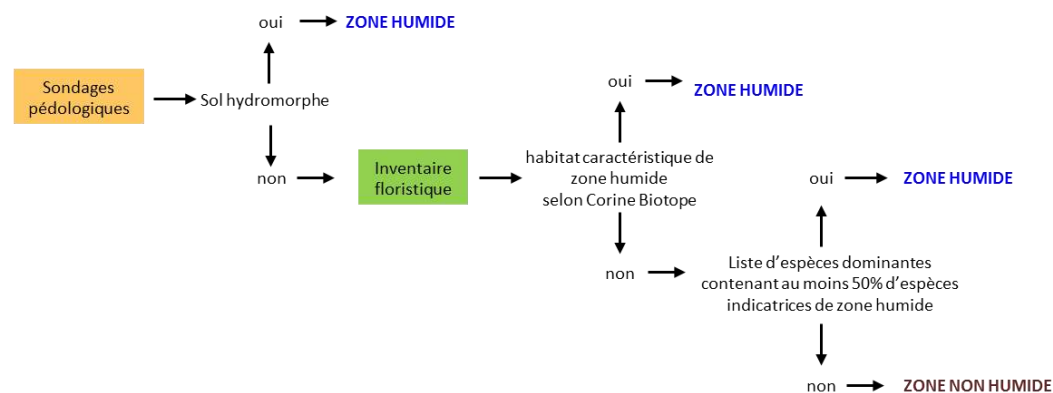 oui
ZONE HUMIDE
Sondages
pédologiques
Sol hydromorphe
non
Inventaire
floristique
oui
ZONE HUMIDE
habitat caractéristique de
zone humide
selon Corine Biotope
non
oui
ZONE HUMIDE
Liste d’espèces dominantes
contenant au moins 50% d’espèces
indicatrices de zone humide
non
ZONE NON HUMIDE